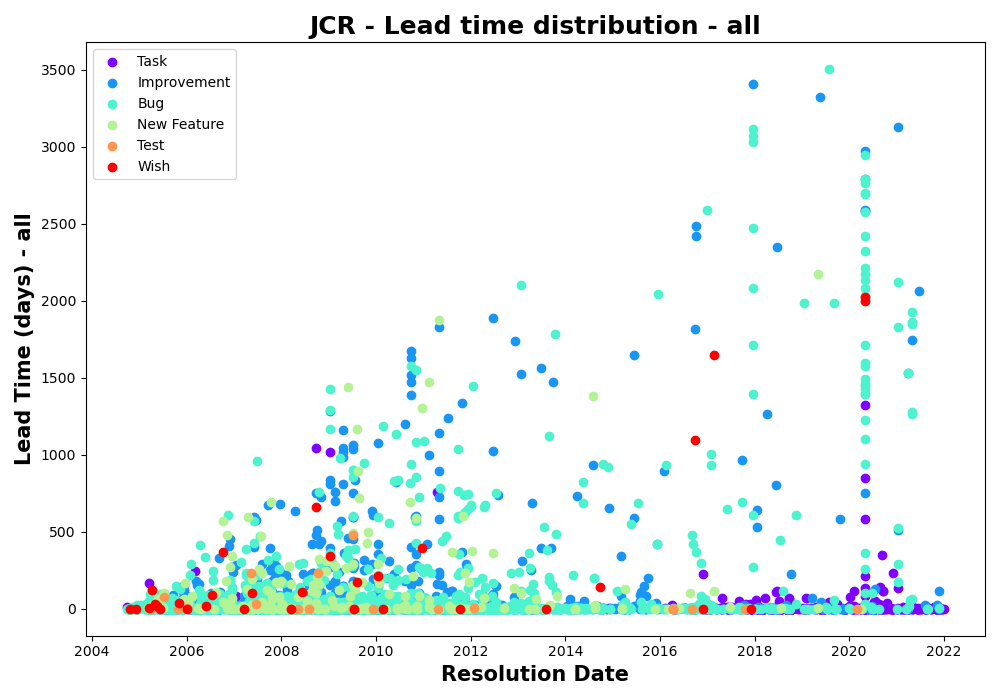 JCR - Lead time distribution - all
Task
Improvement
Bug
New Feature
Test
Wish
3500
3000
2500
2000
1500
1000
500
0
Lead Time (days) - all
2004 2006 2008 2010 2012 2014 2016 2018 2020 2022
Resolution Date